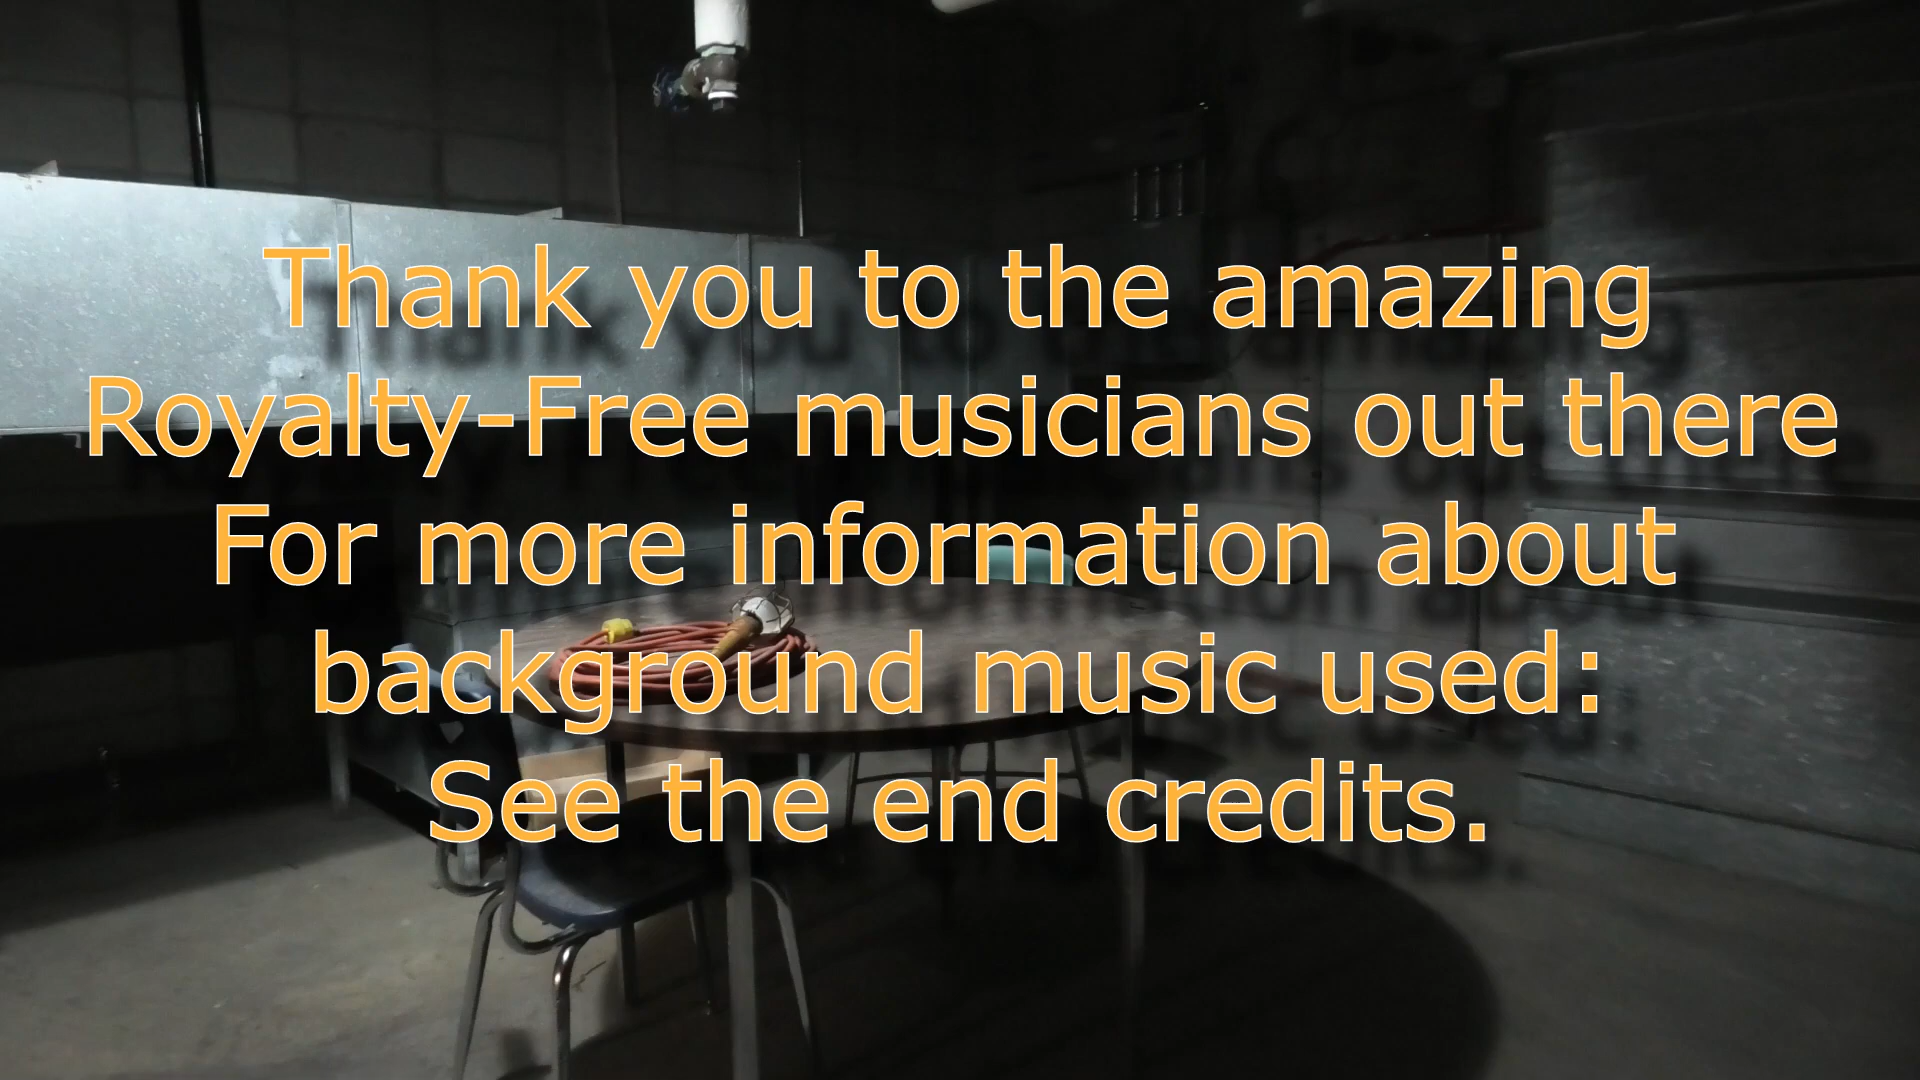 Thank you to the amazing
Royalty-Free musicians out there
For more information about
background music used:
See the end credits.